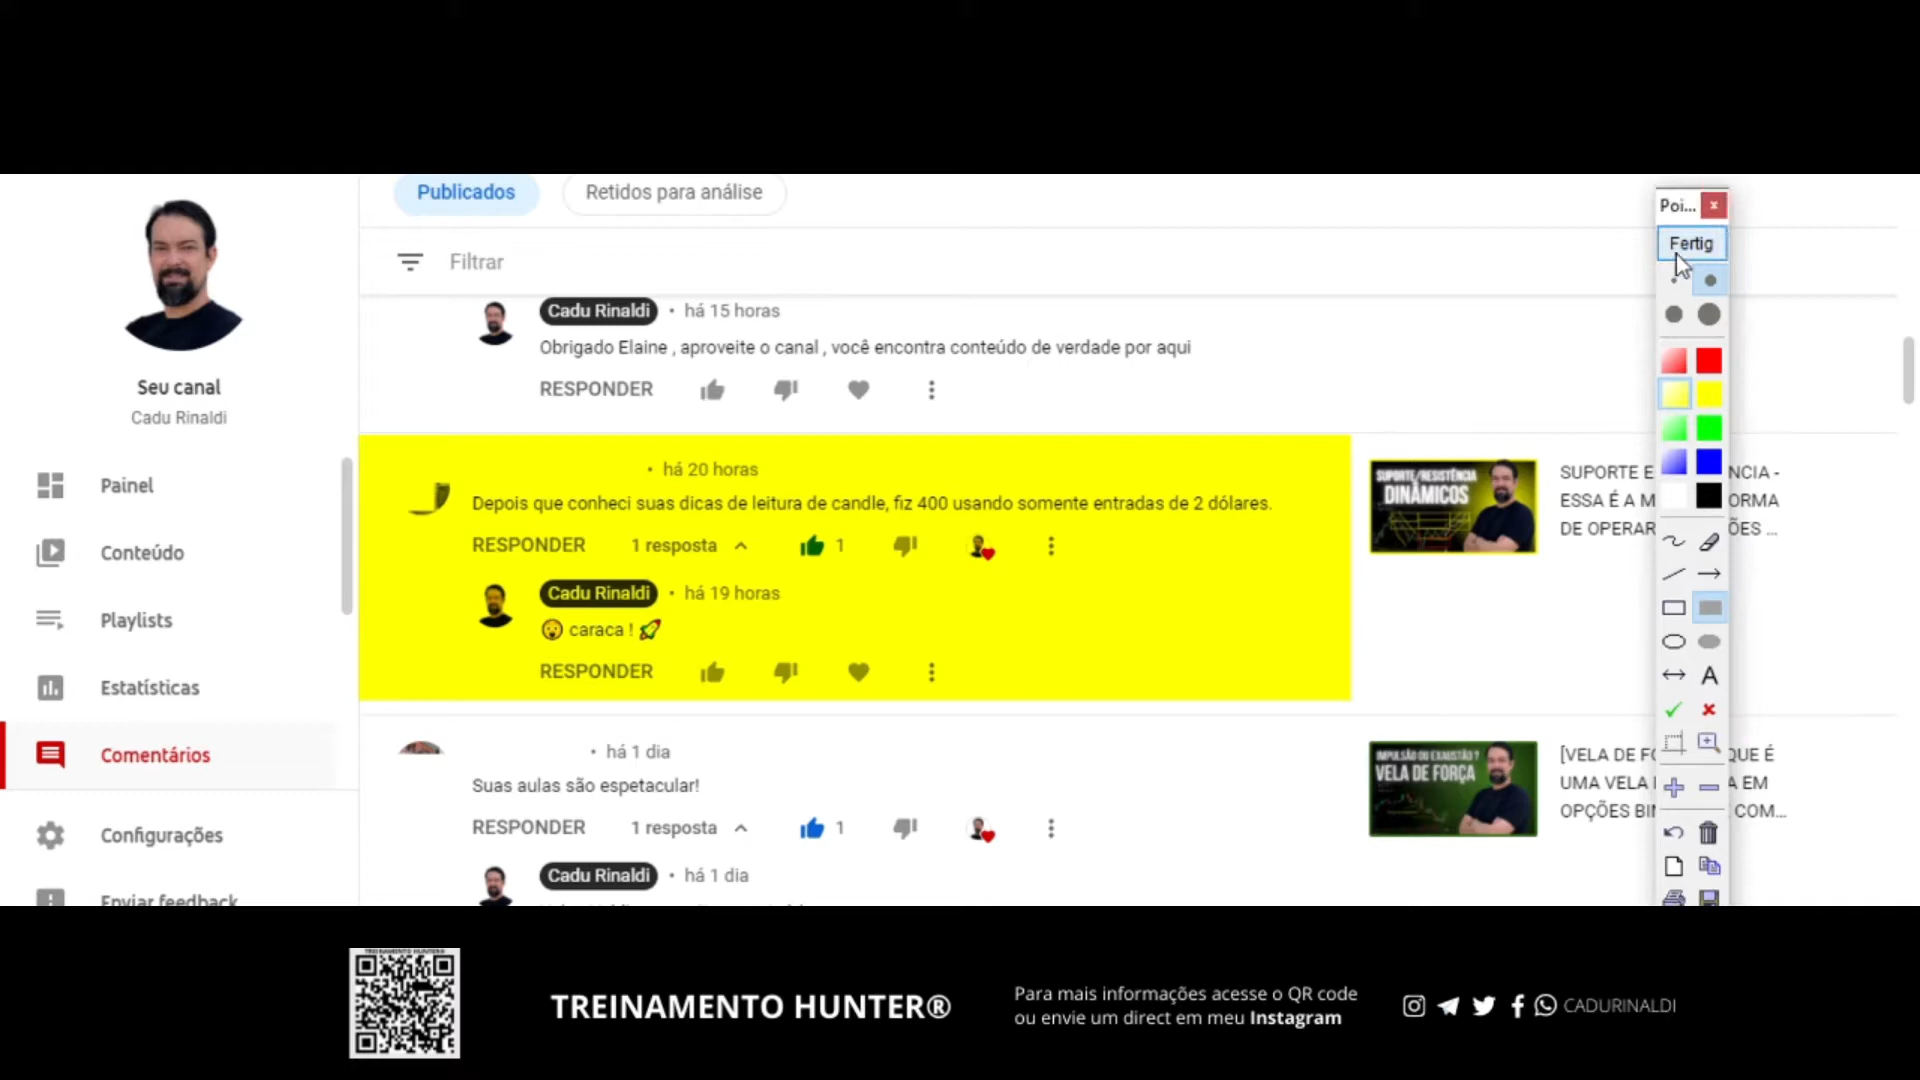 Publicados
Retidos para análise
Filtrar
Seu canal
Cadu Rinaldi
Painel
Conteúdo
Playlists
Estatísticas
Comentários
Configurações
Enviar feedback
Cadu Rinaldi • há 15 horas
Obrigado Elaine , aproveite o canal , você encontra conteúdo de verdade por aqui
RESPONDER
• há 20 horas
Depois que conheci suas dicas de leitura de candle, fiz 400 usando somente entradas de 2 dólares.
RESPONDER 1 resposta 1
Cadu Rinaldi • há 19 horas
😮 caraca ! 🚀
RESPONDER
SUPORTE/RESISTÊNCIA
DINÂMICOS
SUPORTE E NCIA -
ESSA É A M ORMA
DE OPERAR ÕES ...
• há 1 dia
Suas aulas são espetacular!
RESPONDER 1 resposta 1
Cadu Rinaldi • há 1 dia
IMPULSÃO OU EXAUSTÃO ?
VELA DE FORÇA
[VELA DE FO QUE É
UMA VELA A EM
OPÇÕES BI COM...
Poi...
Fertig
A
TREINAMENTO HUNTER®
Para mais informações acesse o QR code
ou envie um direct em meu Instagram
CADURINALDI